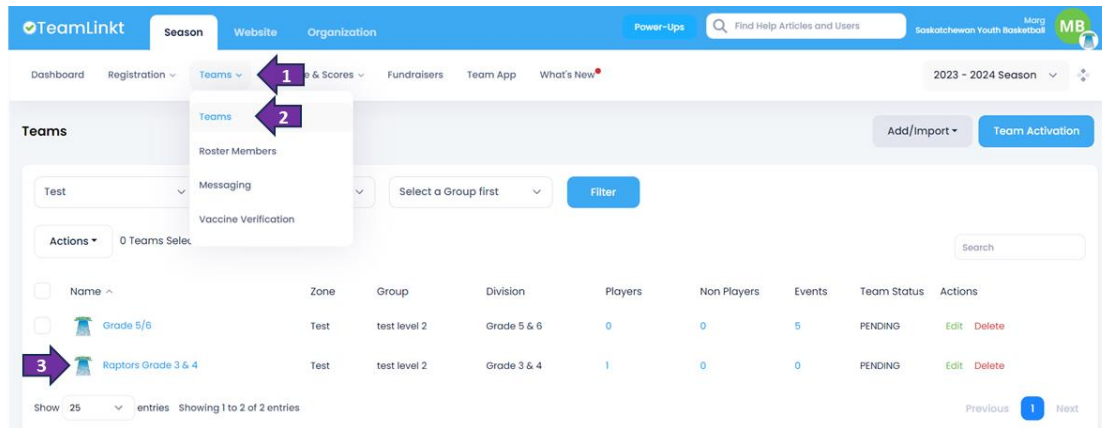 TeamLinkt Season Website Organization Power-Ups Find Help Articles and Users Marg
Saskatchewan Youth Basketball MB
Dashboard Registration Teams 1 e & Scores Fundraisers Team App What's New 2023 - 2024 Season
Teams 2
Teams Add/Import Team Activation
Roster Members
Test Messaging Select a Group first Filter
Vaccine Verification
Actions 0 Teams Selec Search
Name Zone Group Division Players Non Players Events Team Status Actions
Grade 5/6 Test test level 2 Grade 5 & 6 0 0 5 PENDING Edit Delete
3 Raptors Grade 3 & 4 Test test level 2 Grade 3 & 4 1 0 0 PENDING Edit Delete
Show 25 entries Showing 1 to 2 of 2 entries Previous 1 Next